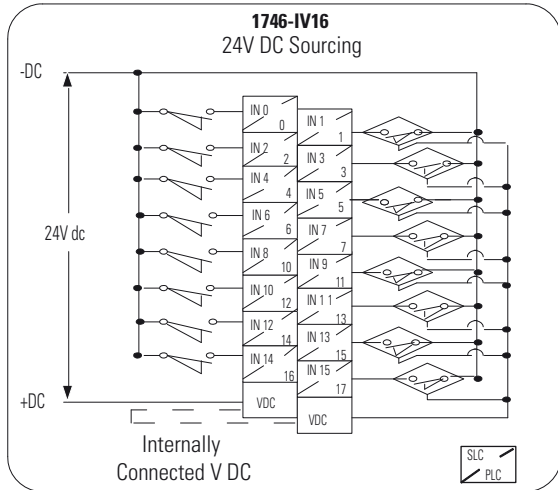 1746-IV16
24V DC Sourcing
-DC
IN 0
0
IN 1
1
IN 2
2
IN 3
3
IN 4
4
IN 5
5
24V dc
IN 6
6
IN 7
7
IN 8
10
IN 9
11
IN 10
12
IN 1 1
13
IN 12
14
IN 13
15
IN 14
16
IN 15
17
+DC
VDC
VDC
Internally
Connected V DC
SLC
PLC